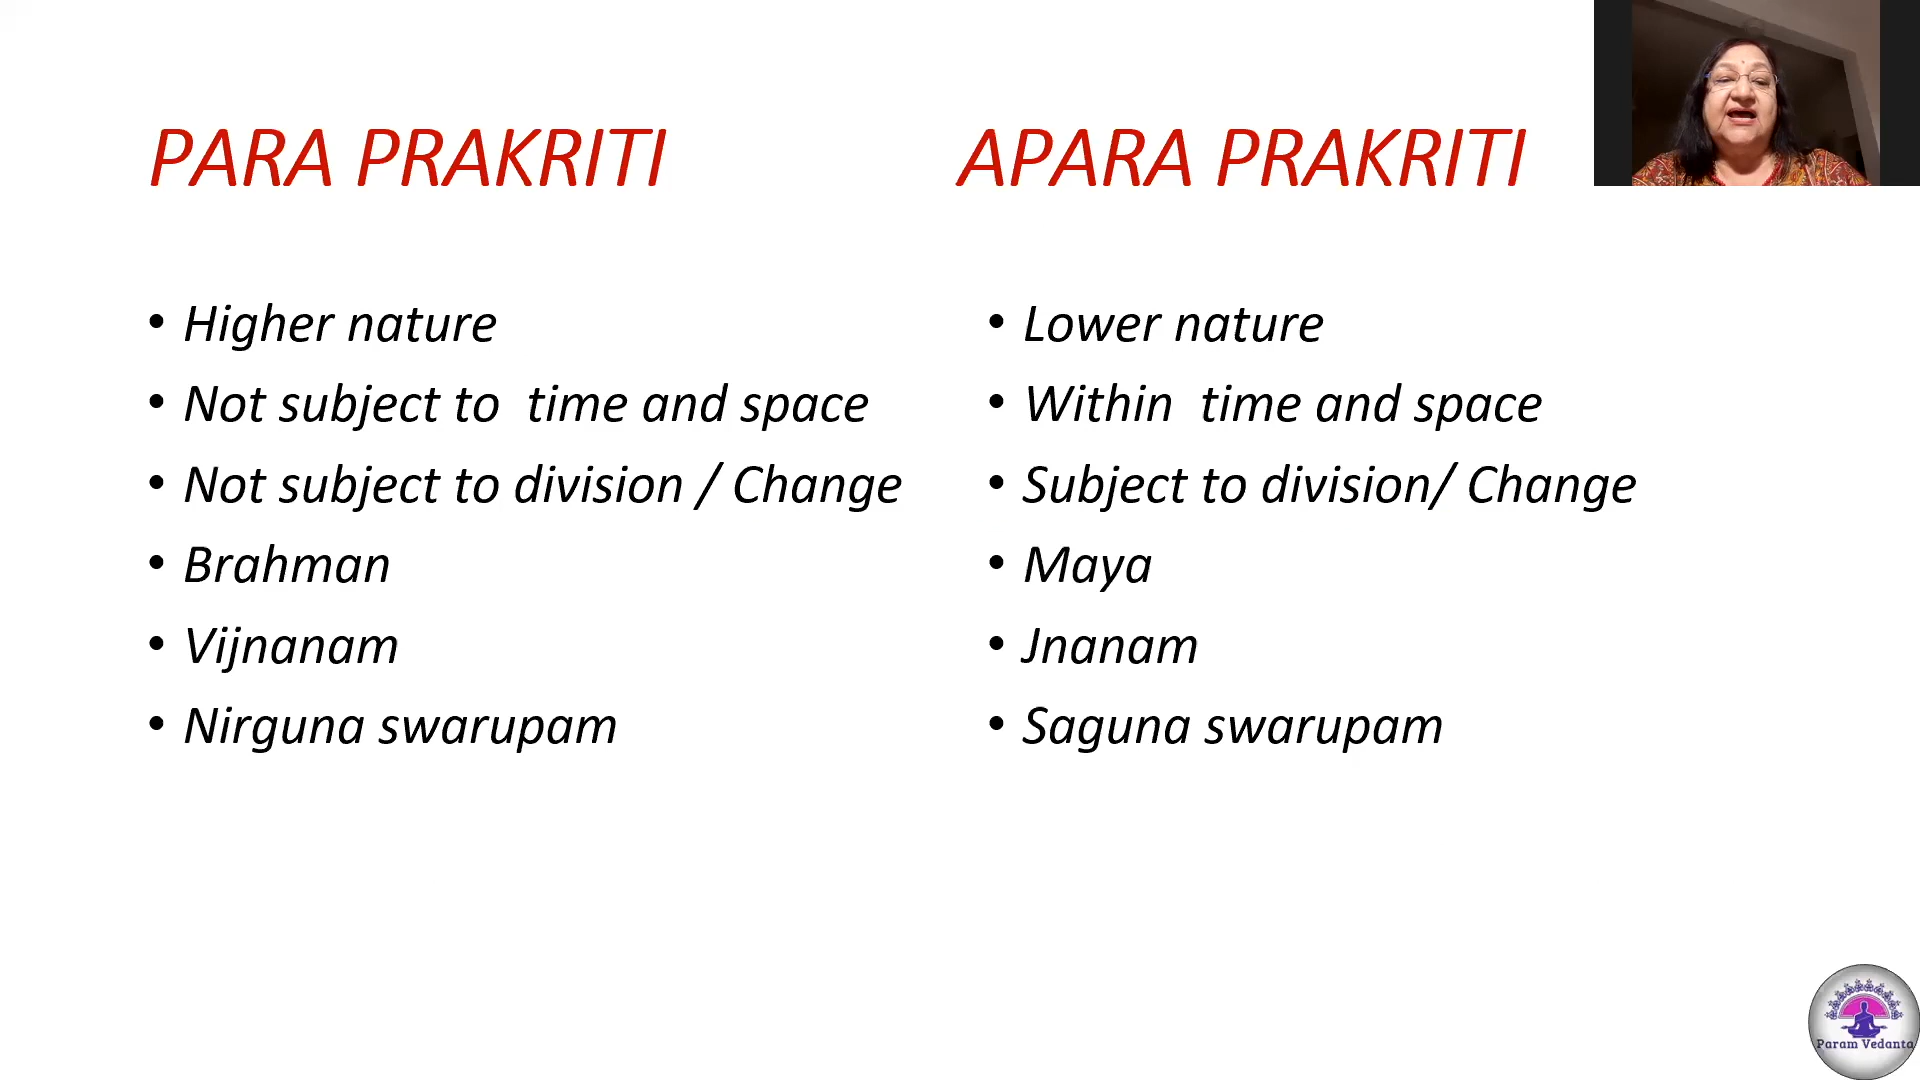 PARA PRAKRITI
APARA PRAKRITI
• Higher nature
• Not subject to  time and space
• Not subject to division / Change
• Brahman
• Vijnanam
• Nirguna swarupam
• Lower nature
• Within  time and space
• Subject to division/ Change
• Maya
• Jnanam
• Saguna swarupam
Param Vedanta